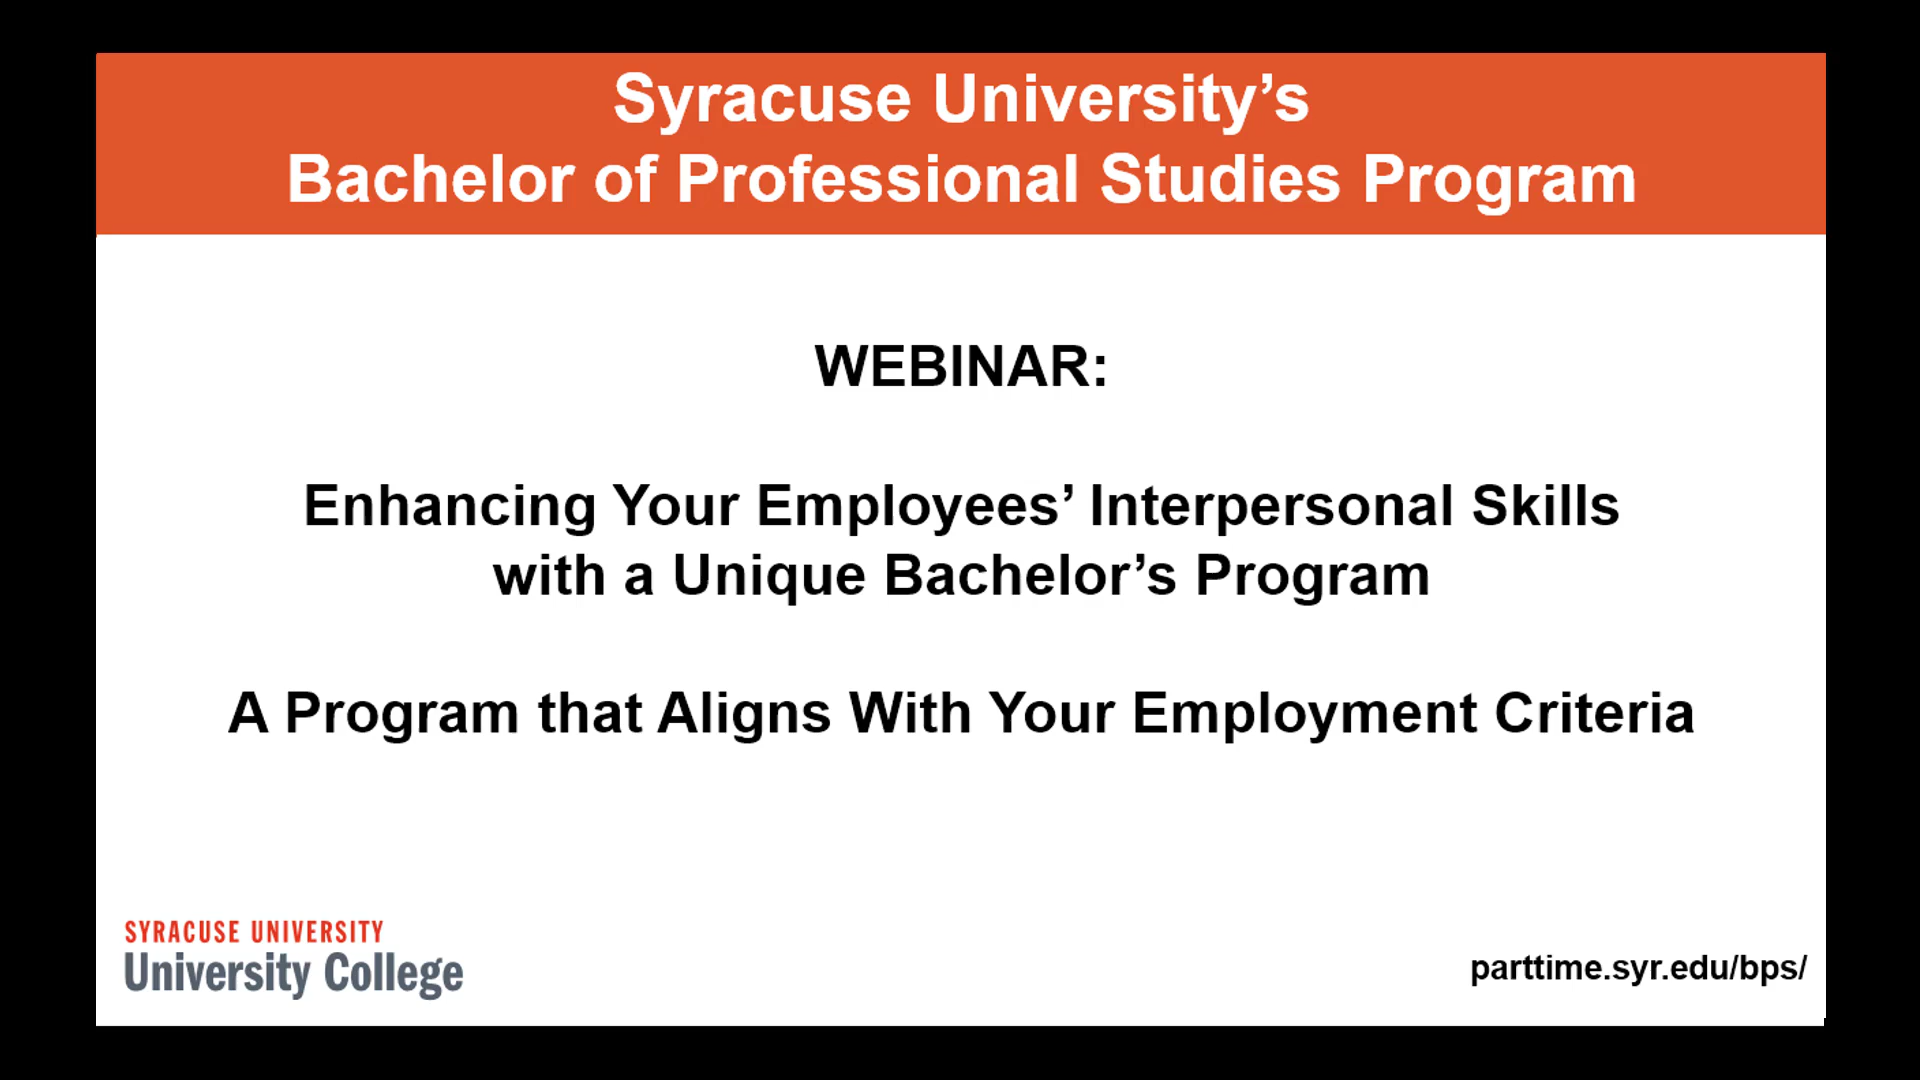 Syracuse University’s
Bachelor of Professional Studies Program
WEBINAR:
Enhancing Your Employees’ Interpersonal Skills
with a Unique Bachelor’s Program
A Program that Aligns With Your Employment Criteria
SYRACUSE UNIVERSITY
University College
parttime.syr.edu/bps/